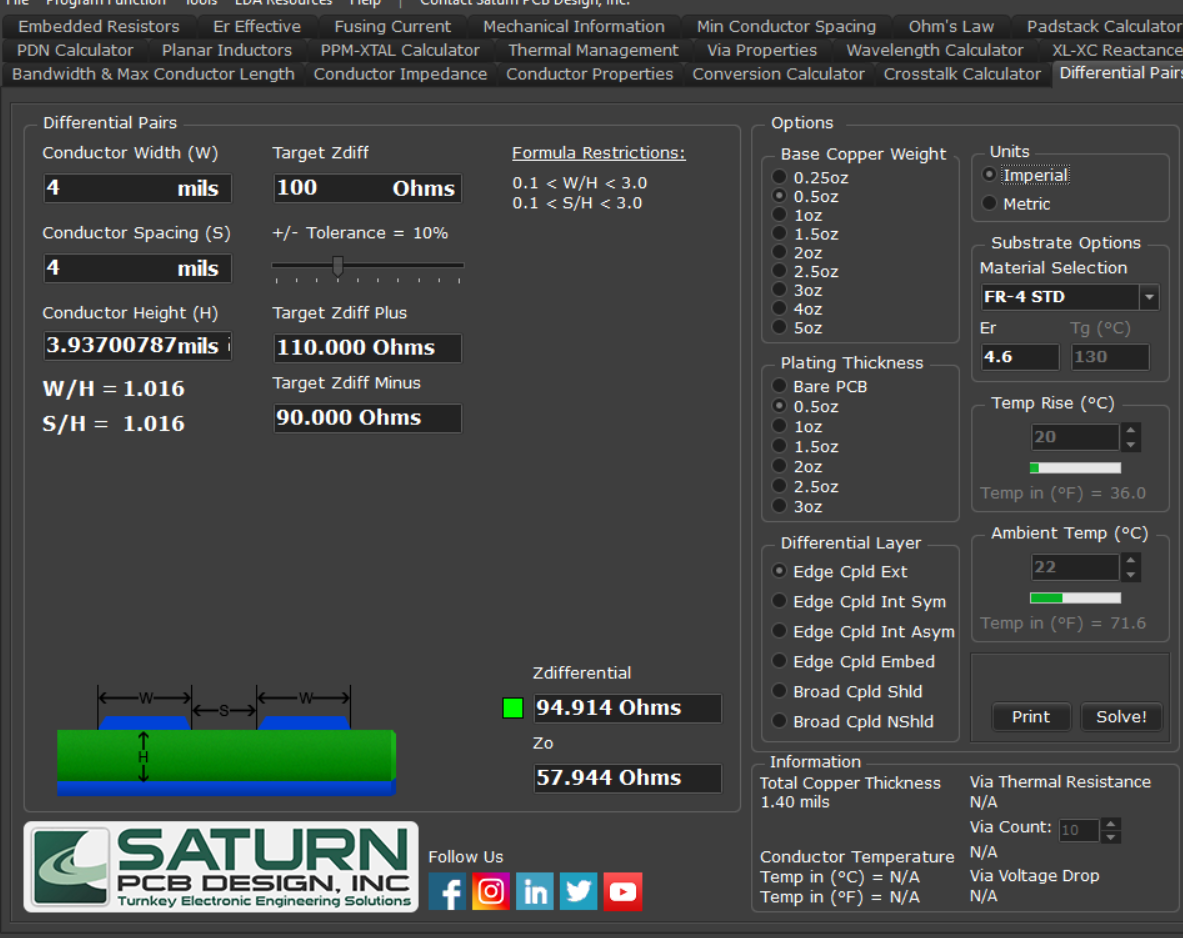 File Program Function Tools EDA Resources Help | Contact Saturn PCB Design, Inc.
Embedded Resistors Er Effective Fusing Current Mechanical Information Min Conductor Spacing Ohm's Law Padstack Calculator
PDN Calculator Planar Inductors PPM-XTAL Calculator Thermal Management Via Properties Wavelength Calculator XL-XC Reactance
Bandwidth & Max Conductor Length Conductor Impedance Conductor Properties Conversion Calculator Crosstalk Calculator Differential Pairs
Differential Pairs
Conductor Width (W)
4 mils
Conductor Spacing (S)
4 mils
Conductor Height (H)
3.93700787mils
W/H = 1.016
S/H = 1.016
Target Zdiff
100 Ohms
+/- Tolerance = 10%
Target Zdiff Plus
110.000 Ohms
Target Zdiff Minus
90.000 Ohms
Formula Restrictions:
0.1 < W/H < 3.0
0.1 < S/H < 3.0
W
S
W
H
Zdifferential
94.914 Ohms
Zo
57.944 Ohms
Options
Base Copper Weight
0.25oz
0.5oz
1oz
1.5oz
2oz
2.5oz
3oz
4oz
5oz
Plating Thickness
Bare PCB
0.5oz
1oz
1.5oz
2oz
2.5oz
3oz
Differential Layer
Edge Cpld Ext
Edge Cpld Int Sym
Edge Cpld Int Asym
Edge Cpld Embed
Broad Cpld Shld
Broad Cpld NShld
Units
Imperial
Metric
Substrate Options
Material Selection
FR-4 STD
Er Tg (°C)
4.6 130
Temp Rise (°C)
20
Temp in (°F) = 36.0
Ambient Temp (°C)
22
Temp in (°F) = 71.6
Print Solve!
Information
Total Copper Thickness
1.40 mils
Conductor Temperature
Temp in (°C) = N/A
Temp in (°F) = N/A
Via Thermal Resistance
N/A
Via Count: 10
N/A
Via Voltage Drop
N/A
SATURN
PCB DESIGN, INC
Turnkey Electronic Engineering Solutions
Follow Us
f
in